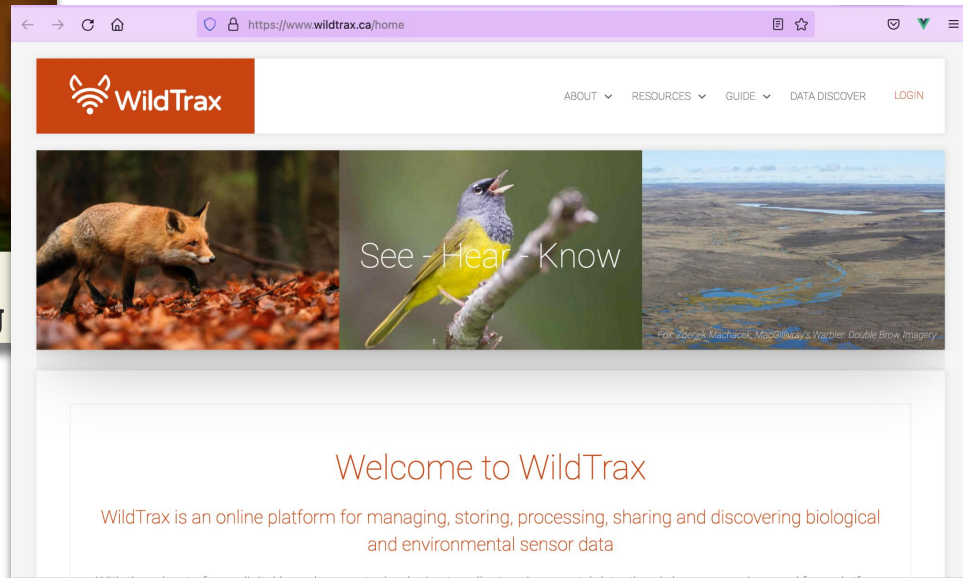 https://www.wildtrax.ca/home
WildTrax
ABOUT RESOURCES GUIDE DATA DISCOVER LOGIN
See - Hear - Know
Fox: Zdeněk Macháček, MacGillivray's Warbler: Double Brow Imagery
Welcome to WildTrax
WildTrax is an online platform for managing, storing, processing, sharing and discovering biological
and environmental sensor data